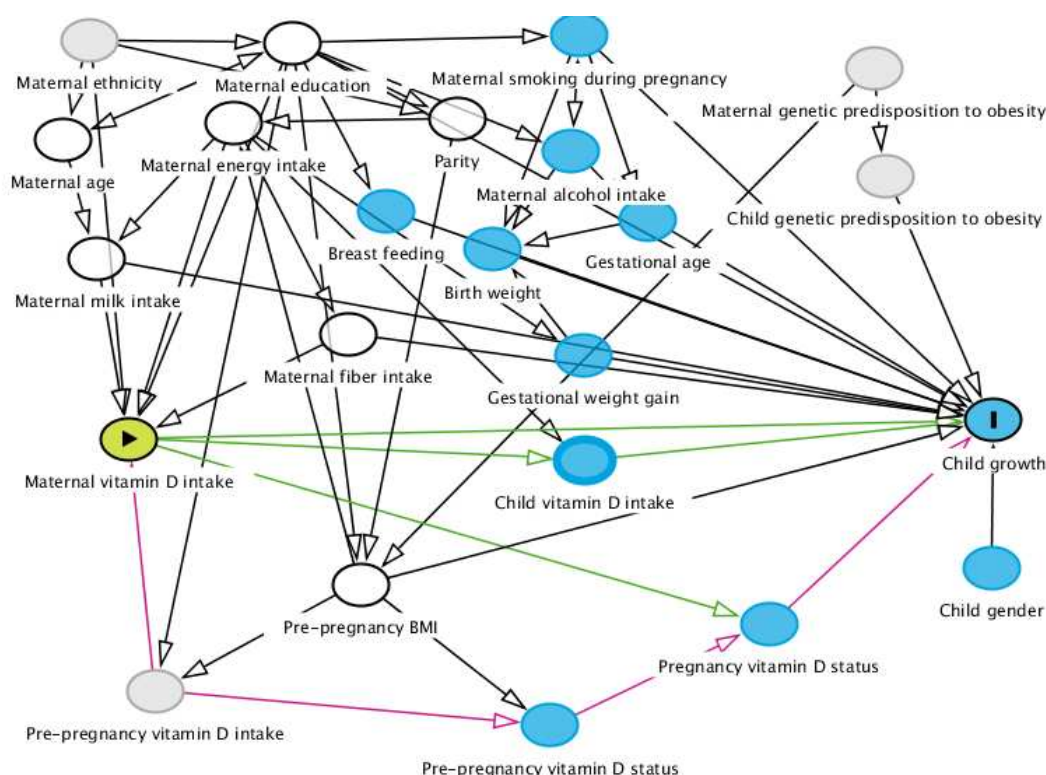 Maternal ethnicity
Maternal education
Maternal smoking during pregnancy
Maternal genetic predisposition to obesity
Maternal age
Maternal energy intake
Parity
Maternal alcohol intake
Child genetic predisposition to obesity
Breast feeding
Gestational age
Maternal milk intake
Birth weight
Maternal fiber intake
Gestational weight gain
Child growth
Maternal vitamin D intake
Child vitamin D intake
Child gender
Pre-pregnancy BMI
Pregnancy vitamin D status
Pre-pregnancy vitamin D intake
Pre-pregnancy vitamin D status